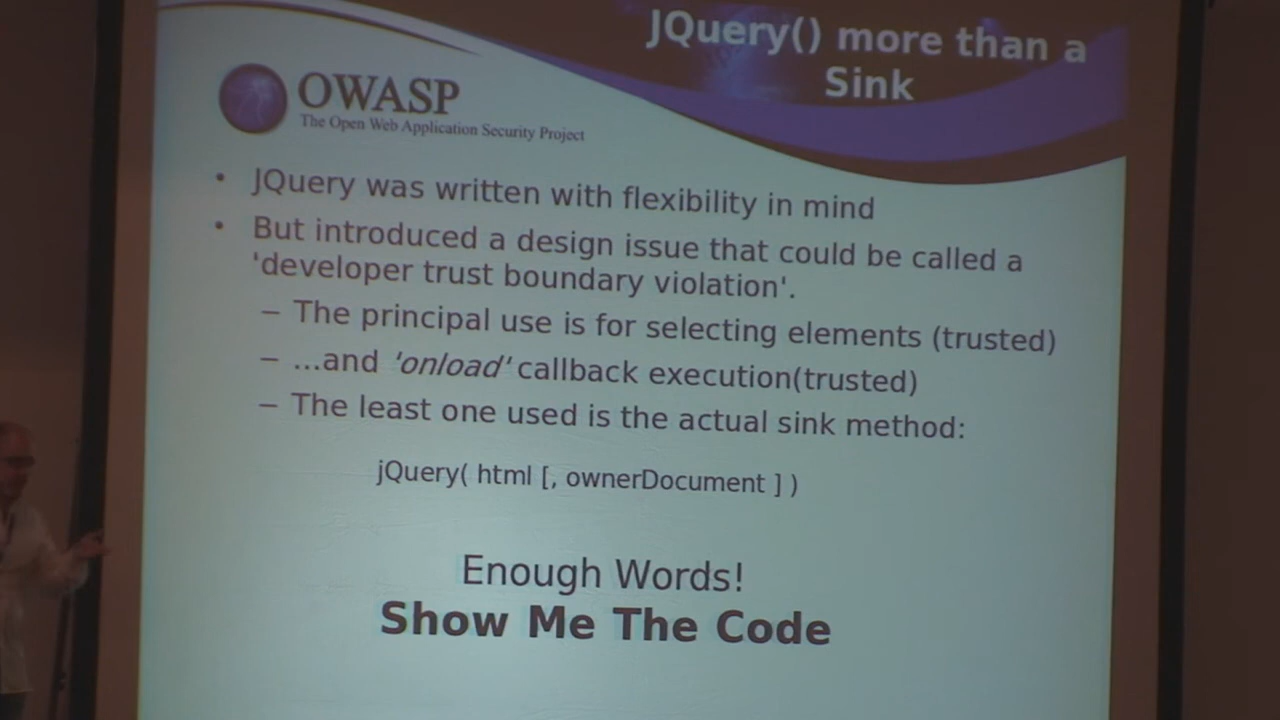 JQuery() more than a
Sink
OWASP
The Open Web Application Security Project
• JQuery was written with flexibility in mind
• But introduced a design issue that could be called a
'developer trust boundary violation'.
– The principal use is for selecting elements (trusted)
– ...and 'onload' callback execution(trusted)
– The least one used is the actual sink method:
jQuery( html [, ownerDocument ] )
Enough Words!
Show Me The Code